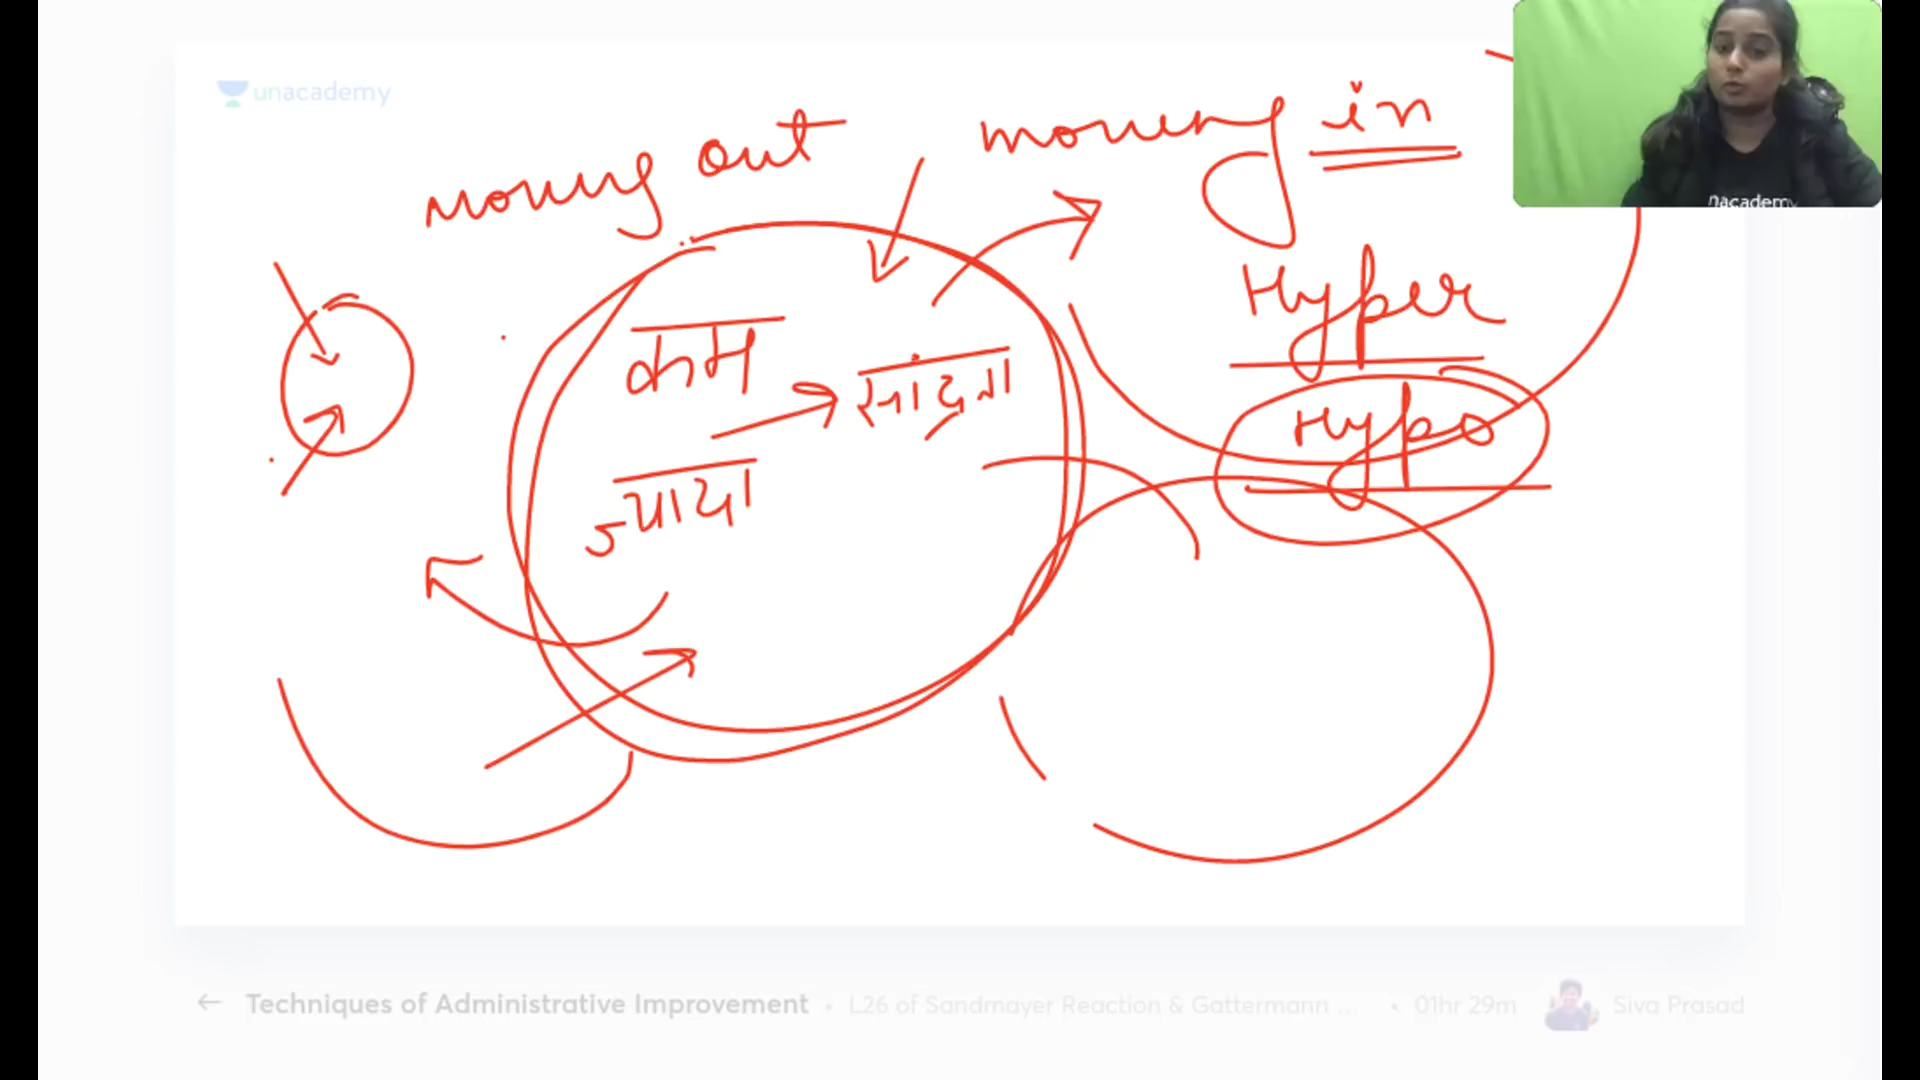 unacademy
moving out
moving in
Hyper
कम
सांद्रता
Hypo
ज्यादा
nacademy
← Techniques of Administrative Improvement • L26 of Sandmayer Reaction & Gattermann ... • 01hr 29m Siva Prasad